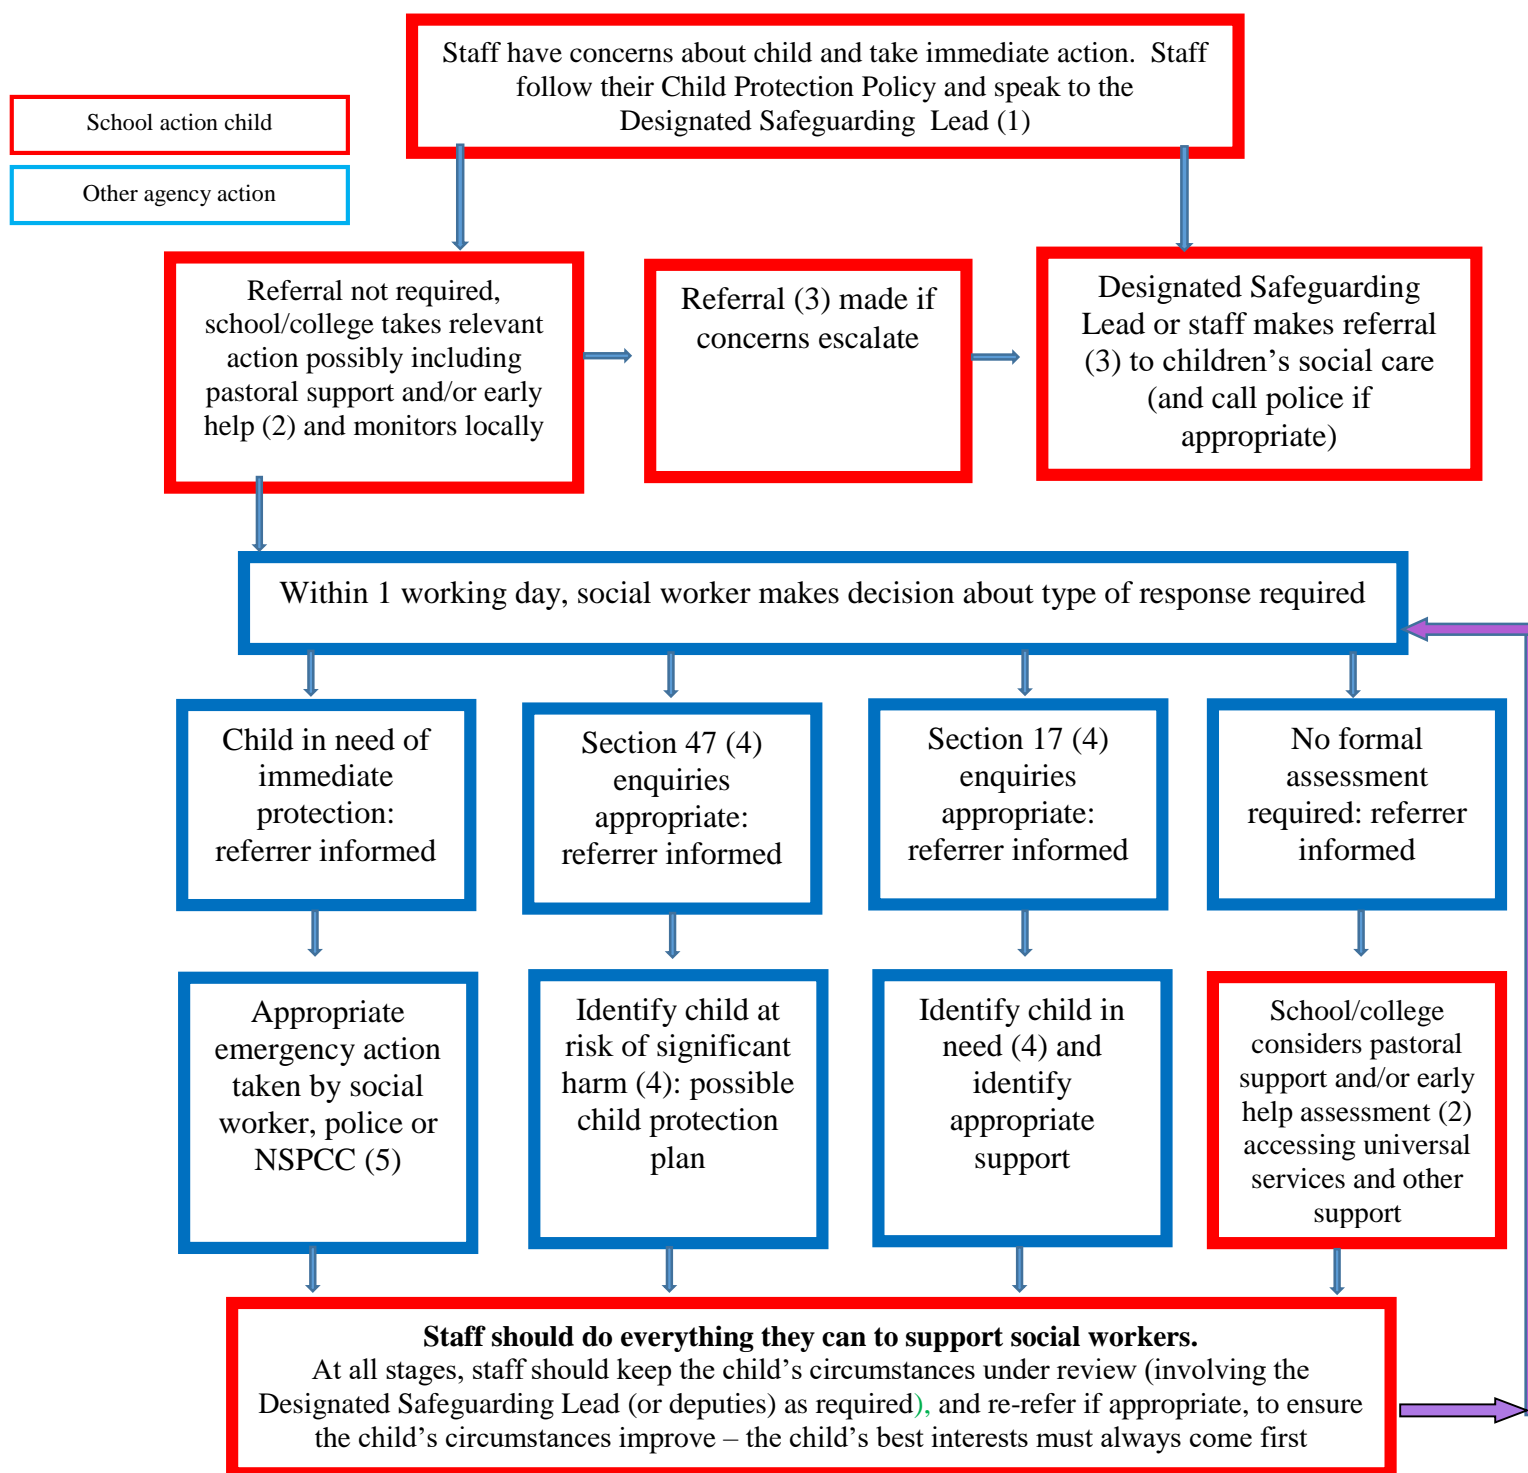 Staff have concerns about child and take immediate action.  Staff
follow their Child Protection Policy and speak to the
Designated Safeguarding  Lead (1)
School action child
Other agency action
Referral not required,
school/college takes relevant
action possibly including
pastoral support and/or early
help (2) and monitors locally
Referral (3) made if
concerns escalate
Designated Safeguarding
Lead or staff makes referral
(3) to children’s social care
(and call police if
appropriate)
Within 1 working day, social worker makes decision about type of response required
Child in need of
immediate
protection:
referrer informed
Section 47 (4)
enquiries
appropriate:
referrer informed
Section 17 (4)
enquiries
appropriate:
referrer informed
No formal
assessment
required: referrer
informed
Appropriate
emergency action
taken by social
worker, police or
NSPCC (5)
Identify child at
risk of significant
harm (4): possible
child protection
plan
Identify child in
need (4) and
identify
appropriate
support
School/college
considers pastoral
support and/or early
help assessment (2)
accessing universal
services and other
support
Staff should do everything they can to support social workers.
At all stages, staff should keep the child’s circumstances under review (involving the
Designated Safeguarding Lead (or deputies) as required), and re-refer if appropriate, to ensure
the child’s circumstances improve – the child’s best interests must always come first